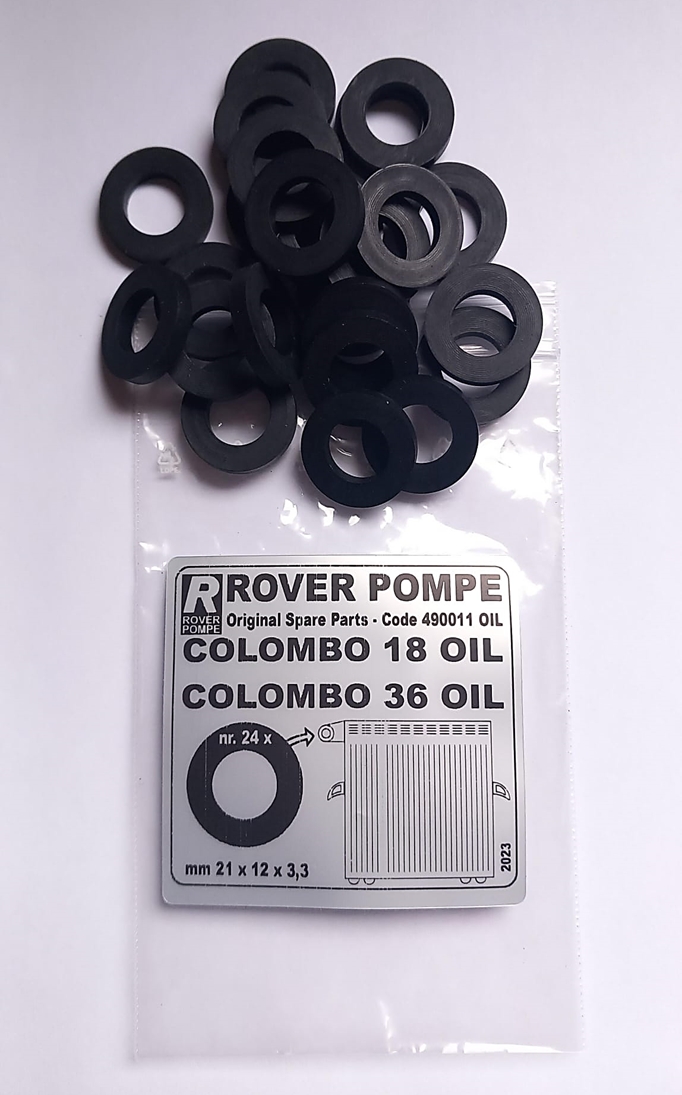 R ROVER POMPE
ROVER
POMPE
Original Spare Parts - Code 490011 OIL
COLOMBO 18 OIL
COLOMBO 36 OIL
nr. 24 x
mm 21 x 12 x 3,3
2023